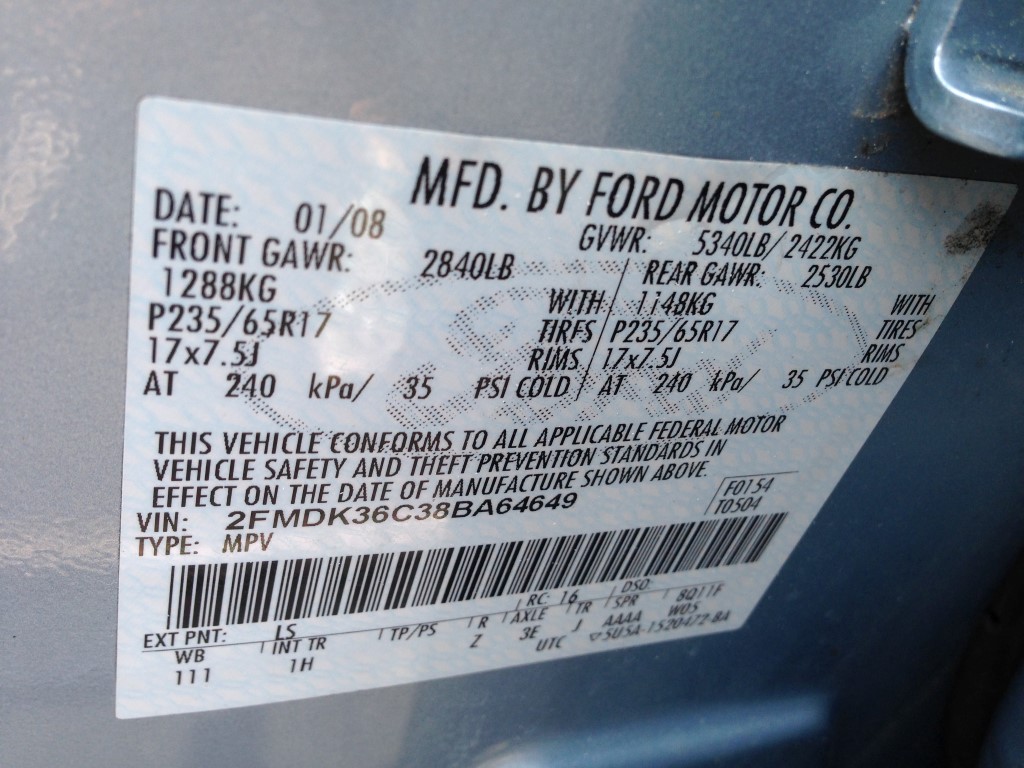 MFD. BY FORD MOTOR CO.
DATE: 01/08 GVWR: 5340LB/ 2422KG
FRONT GAWR: 2840LB REAR GAWR: 2530LB
1288KG WITH 1148KG WITH
P235/65R17 TIRES P235/65R17 TIRES
17x7.5J RIMS 17x7.5J RIMS
AT 240 kPa/ 35 PSI COLD AT 240 kPa/ 35 PSI COLD
THIS VEHICLE CONFORMS TO ALL APPLICABLE FEDERAL MOTOR
VEHICLE SAFETY AND THEFT PREVENTION STANDARDS IN
EFFECT ON THE DATE OF MANUFACTURE SHOWN ABOVE.
VIN: 2FMDK36C38BA64649 F0154
TYPE: MPV T0504
EXT PNT: LS RC: 16 DSO:
WB INT TR TP/PS R AXLE TR SPR 8Q11F
111 1H Z 3E J AAAA W05
UTC 5U5A-1520472-BA